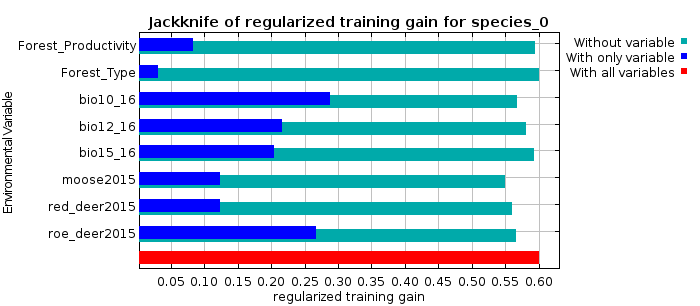 Jackknife of regularized training gain for species_0
Environmental Variable
Forest_Productivity
Forest_Type
bio10_16
bio12_16
bio15_16
moose2015
red_deer2015
roe_deer2015
0.05 0.10 0.15 0.20 0.25 0.30 0.35 0.40 0.45 0.50 0.55 0.60
regularized training gain
Without variable
With only variable
With all variables